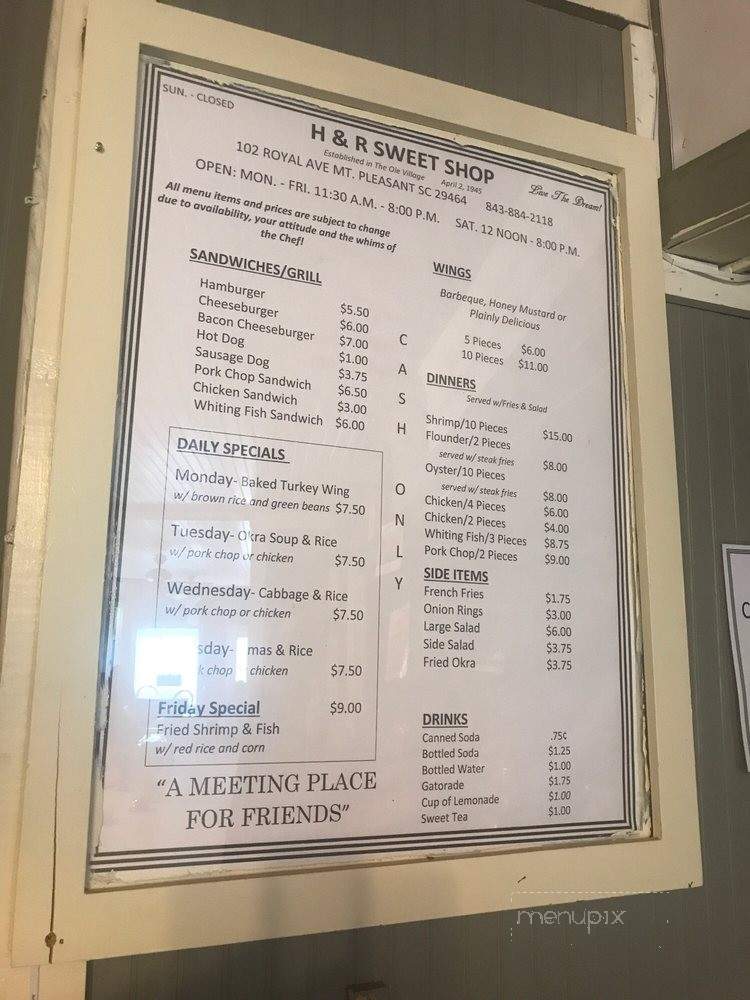 SUN. - CLOSED
H & R SWEET SHOP
Established in The Ole Village April 2, 1945
Live The Dream!
102 ROYAL AVE MT. PLEASANT SC 29464 843-884-2118
OPEN: MON. - FRI. 11:30 A.M. - 8:00 P.M. SAT. 12 NOON - 8:00 P.M.
All menu items and prices are subject to change
due to availability, your attitude and the whims of
the Chef!
SANDWICHES/GRILL
Hamburger $5.50
Cheeseburger $6.00
Bacon Cheeseburger $7.00
Hot Dog $1.00
Sausage Dog $3.75
Pork Chop Sandwich $6.50
Chicken Sandwich $3.00
Whiting Fish Sandwich $6.00
DAILY SPECIALS
Monday- Baked Turkey Wing
w/ brown rice and green beans $7.50
Tuesday- Okra Soup & Rice
w/ pork chop or chicken $7.50
Wednesday- Cabbage & Rice
w/ pork chop or chicken $7.50
sday- mas & Rice
k chop chicken $7.50
Friday Special $9.00
Fried Shrimp & Fish
w/ red rice and corn
"A MEETING PLACE
FOR FRIENDS"
CASH ONLY
WINGS
Barbeque, Honey Mustard or
Plainly Delicious
5 Pieces $6.00
10 Pieces $11.00
DINNERS
Served w/Fries & Salad
Shrimp/10 Pieces $15.00
Flounder/2 Pieces
served w/ steak fries $8.00
Oyster/10 Pieces
served w/ steak fries $8.00
Chicken/4 Pieces $6.00
Chicken/2 Pieces $4.00
Whiting Fish/3 Pieces $8.75
Pork Chop/2 Pieces $9.00
SIDE ITEMS
French Fries $1.75
Onion Rings $3.00
Large Salad $6.00
Side Salad $3.75
Fried Okra $3.75
DRINKS
Canned Soda .75¢
Bottled Soda $1.25
Bottled Water $1.00
Gatorade $1.75
Cup of Lemonade $1.00
Sweet Tea $1.00
menupix